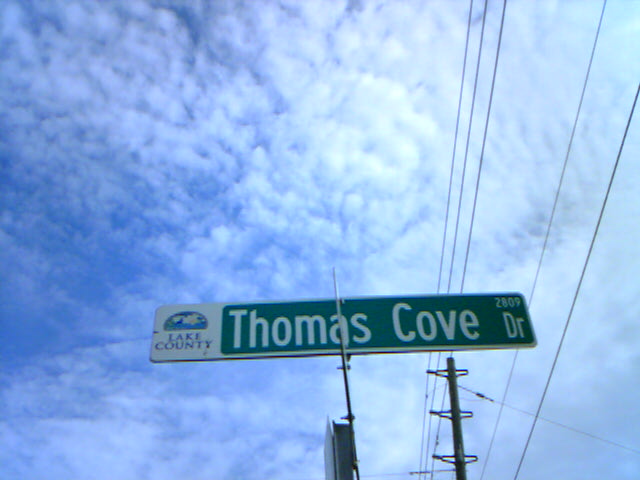 LAKE
COUNTY
Thomas Cove Dr
2809